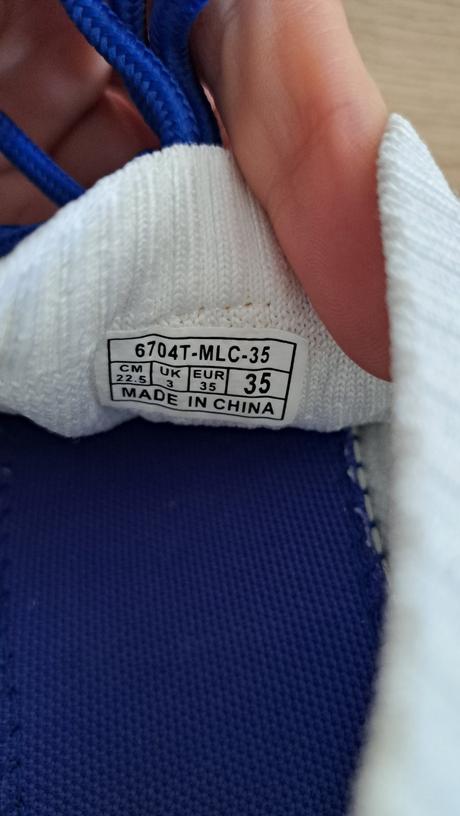 6704T-MLC-35
CM 22.5 UK 3 EUR 35 35
MADE IN CHINA